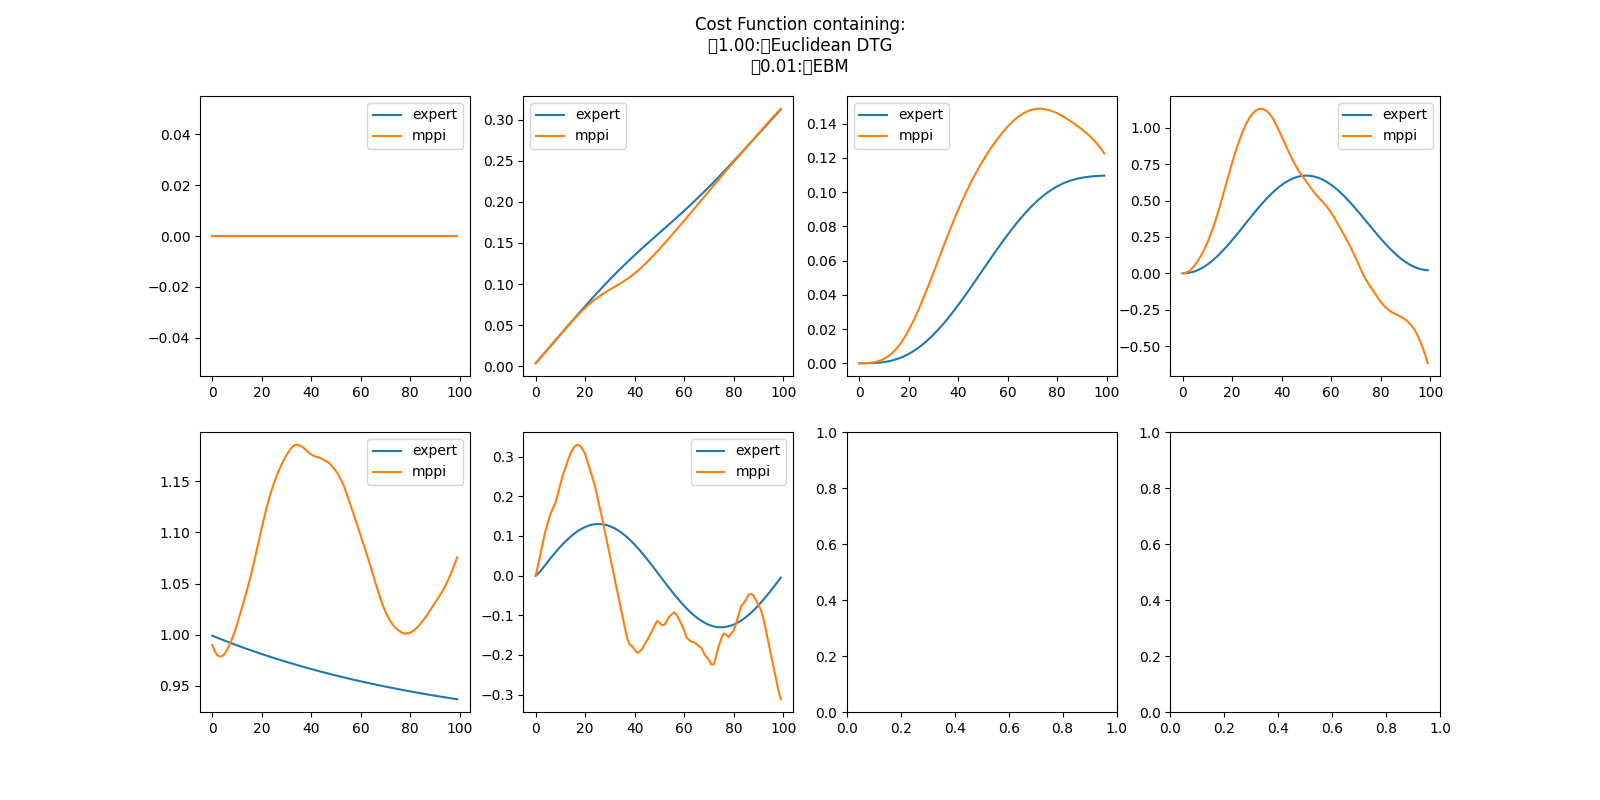 Cost Function containing:
1.00: Euclidean DTG
0.01: EBM
expert
mppi
0.04
0.02
0.00
−0.02
−0.04
0 20 40 60 80 100
expert
mppi
0.30
0.25
0.20
0.15
0.10
0.05
0.00
0 20 40 60 80 100
expert
mppi
0.14
0.12
0.10
0.08
0.06
0.04
0.02
0.00
0 20 40 60 80 100
expert
mppi
1.00
0.75
0.50
0.25
0.00
−0.25
−0.50
0 20 40 60 80 100
expert
mppi
1.15
1.10
1.05
1.00
0.95
0 20 40 60 80 100
expert
mppi
0.3
0.2
0.1
0.0
−0.1
−0.2
−0.3
0 20 40 60 80 100
1.0
0.8
0.6
0.4
0.2
0.0
0.0 0.2 0.4 0.6 0.8 1.0
1.0
0.8
0.6
0.4
0.2
0.0
0.0 0.2 0.4 0.6 0.8 1.0